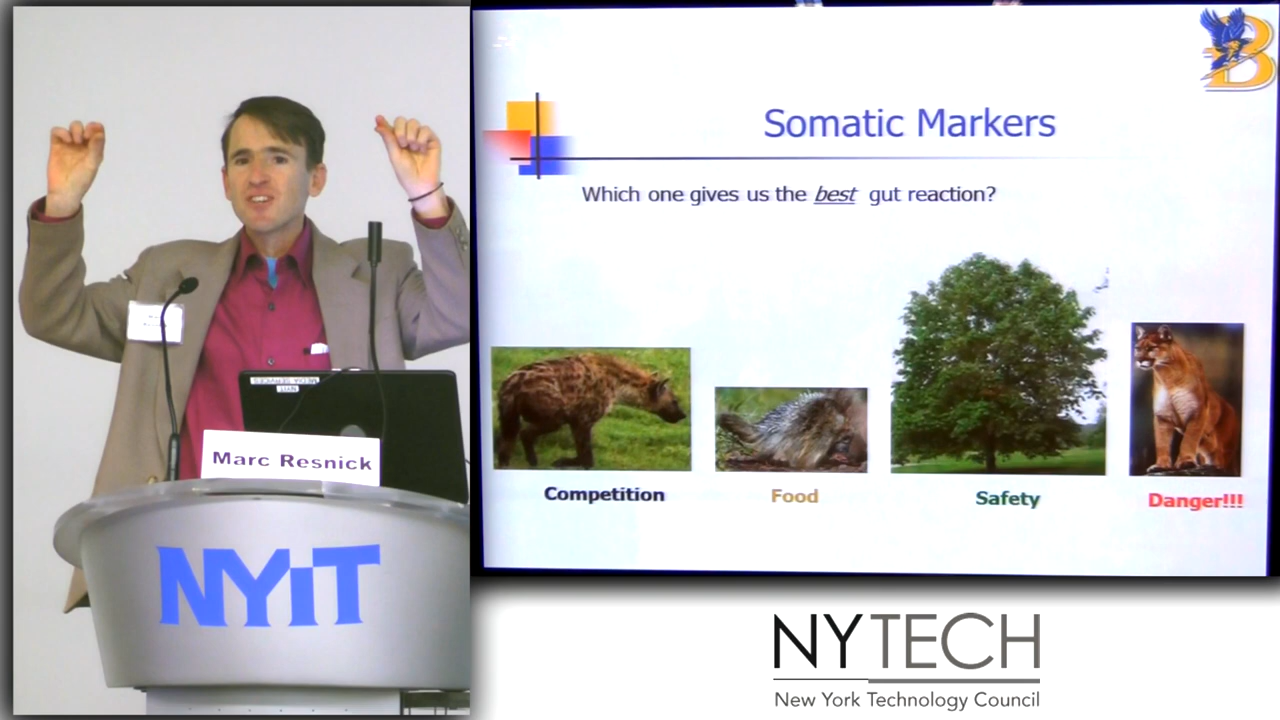 Marc Resnick
NYiT
B
Somatic Markers
Which one gives us the best gut reaction?
Competition
Food
Safety
Danger!!!
NYTECH
New York Technology Council